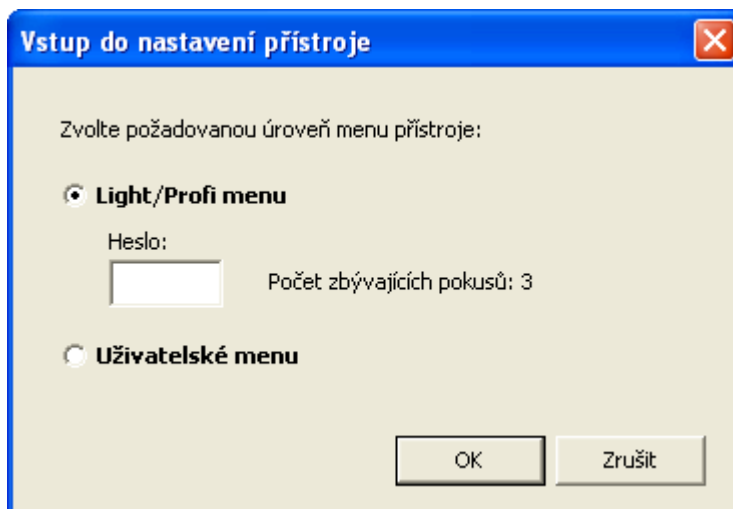 Vstup do nastavení přístroje
Zvolte požadovanou úroveň menu přístroje:
Light/Profi menu
Heslo:
Počet zbývajících pokusů: 3
Uživatelské menu
OK Zrušit